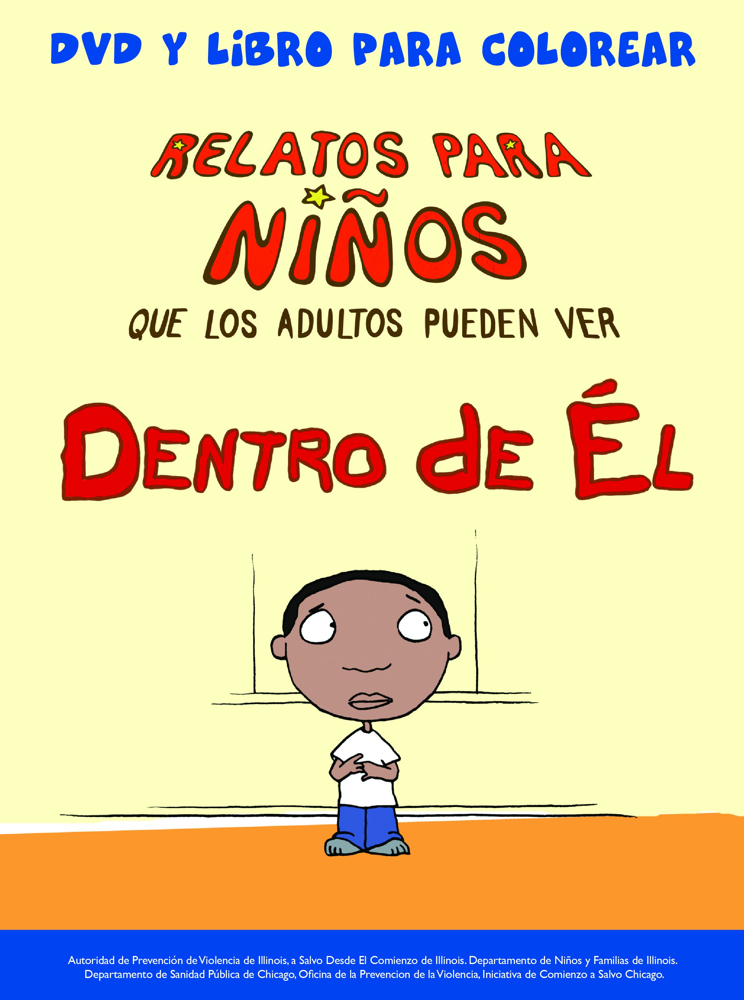 DVD Y LiBRO PARA COLOREAR
RELATOS PARA
NiÑOS
QUE LOS ADULTOS PUEDEN VER
DENTRO dE ÉL
Autoridad de Prevención de Violencia de Illinois, a Salvo Desde El Comienzo de Illinois. Departamento de Niños y Familias de Illinois.
Departamento de Sanidad Pública de Chicago, Oficina de la Prevencion de la Violencia, Iniciativa de Comienzo a Salvo Chicago.